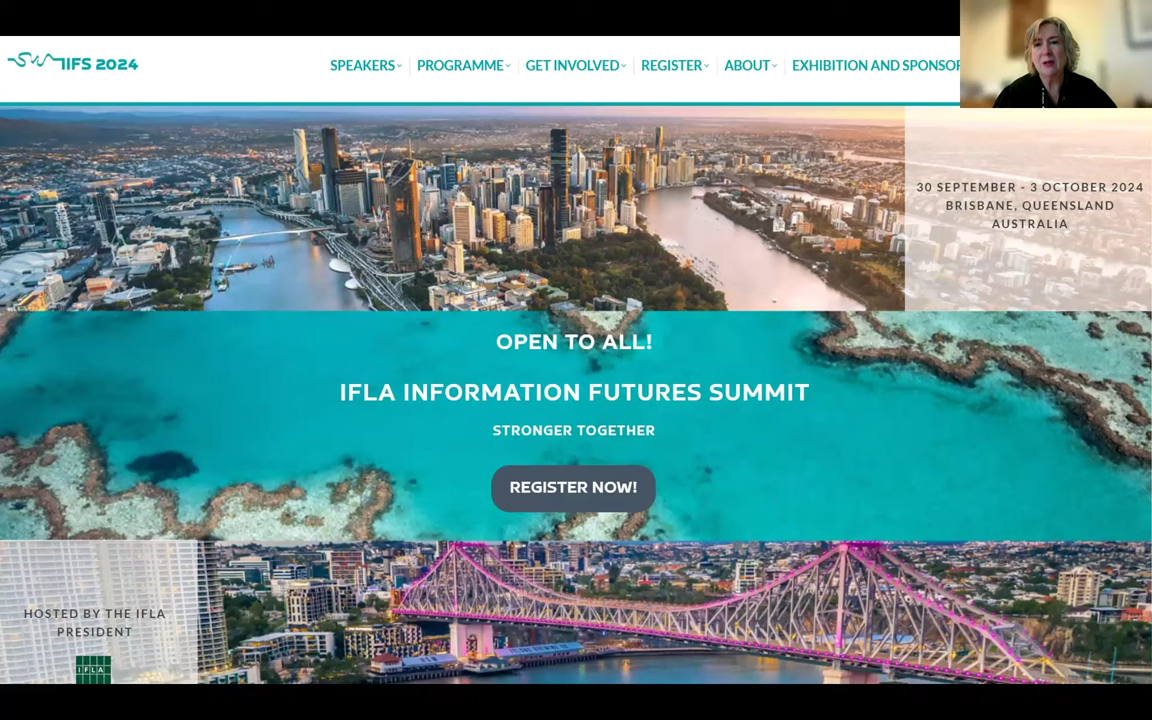 IFS 2024
SPEAKERS
PROGRAMME
GET INVOLVED
REGISTER
ABOUT
EXHIBITION AND SPONSOR
30 SEPTEMBER - 3 OCTOBER 2024
BRISBANE, QUEENSLAND
AUSTRALIA
OPEN TO ALL!
IFLA INFORMATION FUTURES SUMMIT
STRONGER TOGETHER
REGISTER NOW!
HOSTED BY THE IFLA
PRESIDENT
IFLA